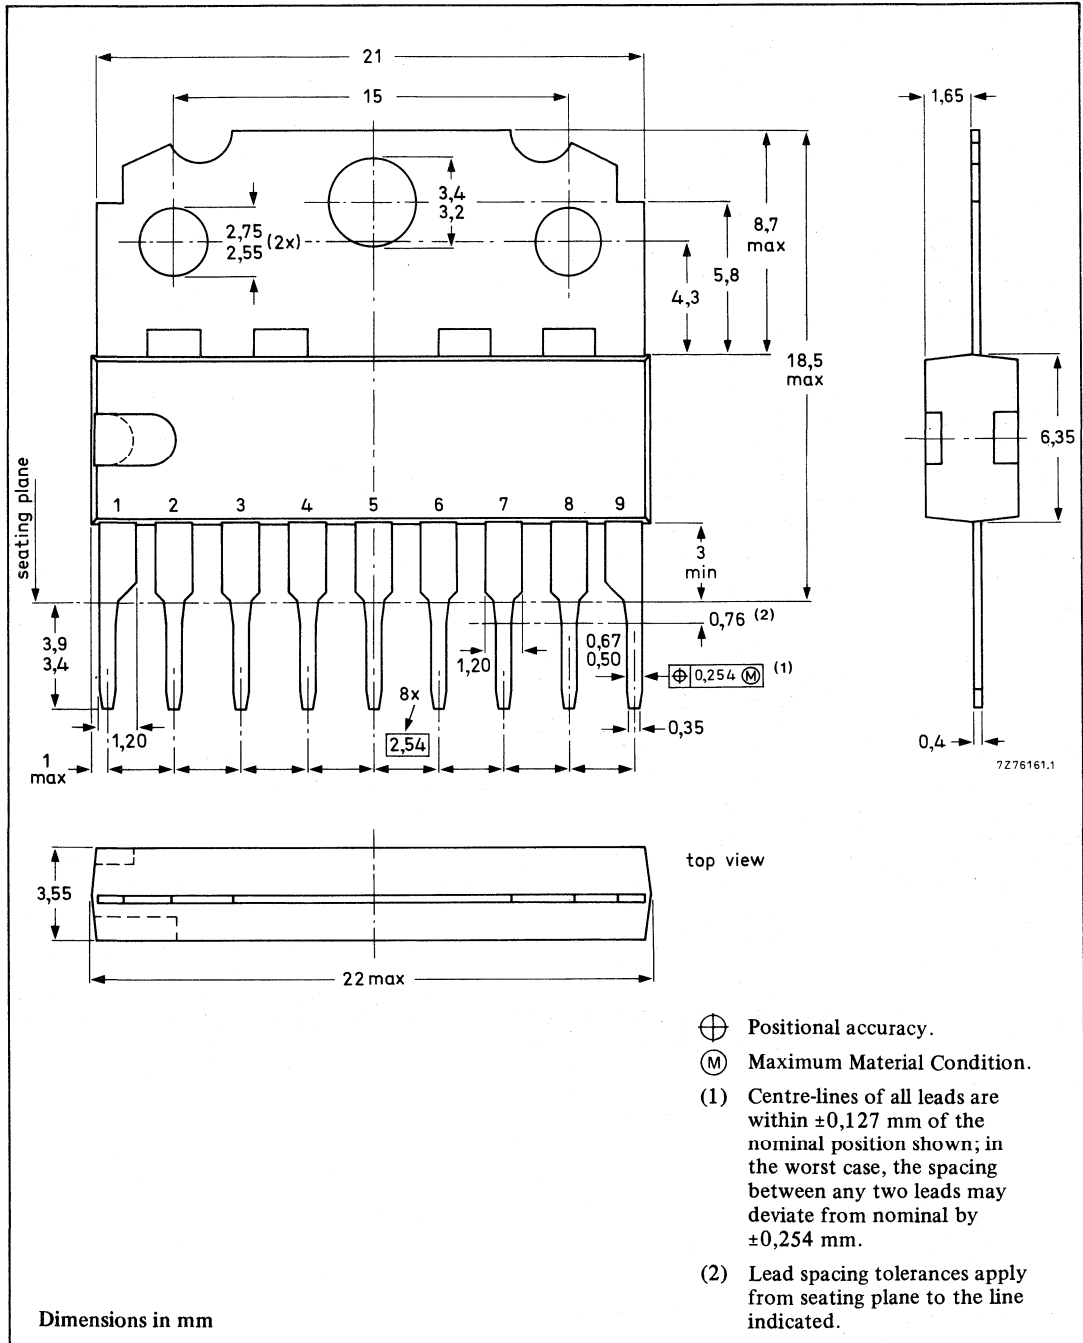 21
15
1,65
3,4
3,2
2,75
2,55 (2x)
8,7
max
5,8
4,3
18,5
max
6,35
seating plane
1 2 3 4 5 6 7 8 9
3
min
0,76 (2)
3,9
3,4
0,67
0,50
1,20
⌖ 0,254 Ⓜ (1)
8x
2,54
1,20
0,35
0,4
1
max
7Z76161.1
top view
3,55
22 max
⌖ Positional accuracy.
Ⓜ Maximum Material Condition.
(1) Centre-lines of all leads are
within ±0,127 mm of the
nominal position shown; in
the worst case, the spacing
between any two leads may
deviate from nominal by
±0,254 mm.
(2) Lead spacing tolerances apply
from seating plane to the line
indicated.
Dimensions in mm